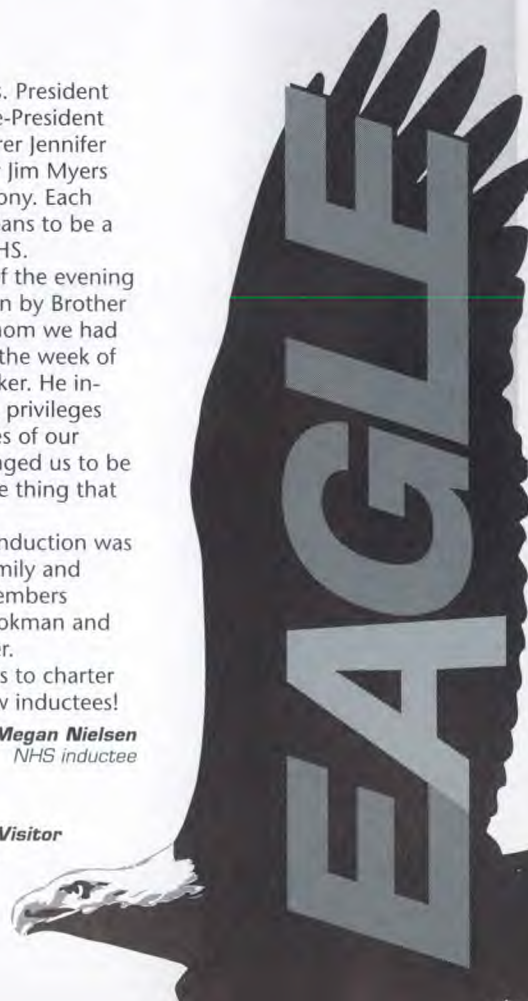 s. President
e-President
rer Jennifer
Jim Myers
ony. Each
ans to be a
HS.
f the evening
n by Brother
nom we had
the week of
ker. He in-
privileges
es of our
aged us to be
e thing that
nduction was
mily and
embers
okman and
er.
s to charter
w inductees!
Megan Nielsen
NHS inductee
Visitor
EAGLE